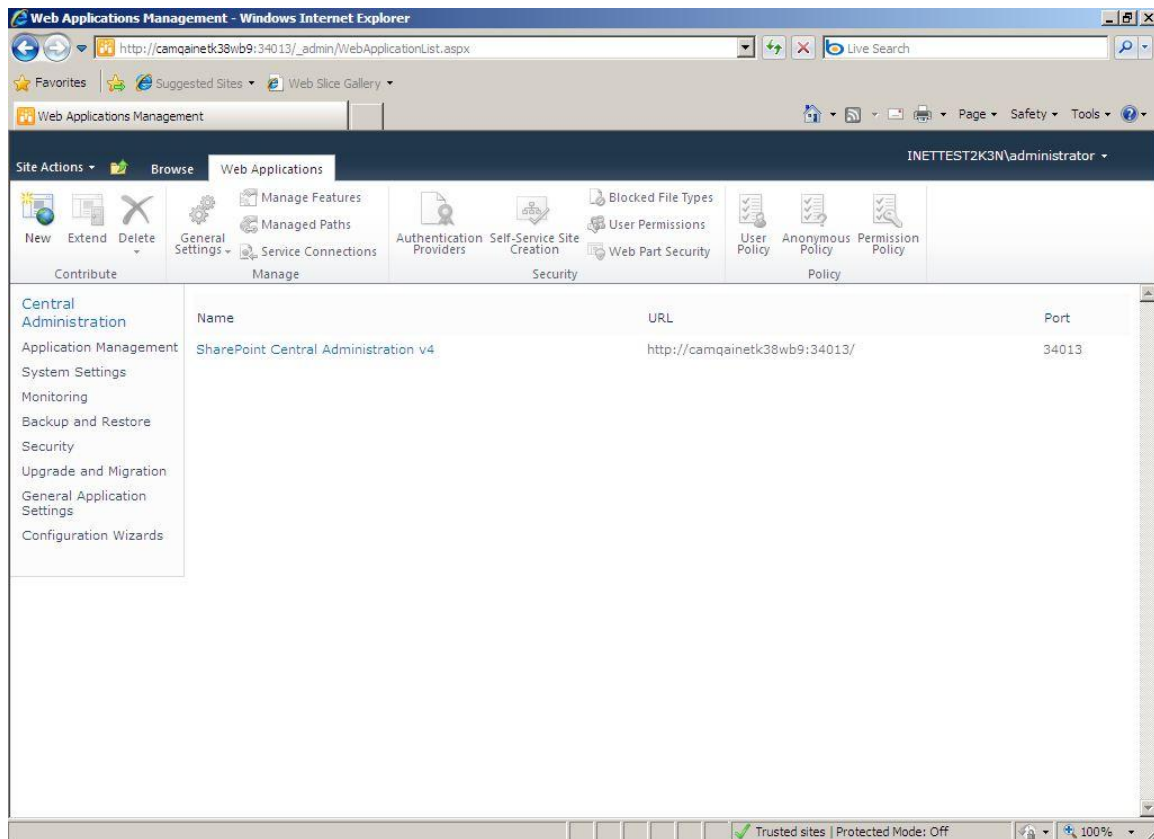 Web Applications Management - Windows Internet Explorer
http://camqainetk38wb9:34013/_admin/WebApplicationList.aspx
Live Search
Favorites
Suggested Sites
Web Slice Gallery
Web Applications Management
Page
Safety
Tools
Site Actions
Browse
Web Applications
INETTEST2K3N\administrator
New
Extend
Delete
Contribute
General Settings
Manage Features
Managed Paths
Service Connections
Manage
Authentication Providers
Self-Service Site Creation
Blocked File Types
User Permissions
Web Part Security
Security
User Policy
Anonymous Policy
Permission Policy
Policy
Central Administration
Application Management
System Settings
Monitoring
Backup and Restore
Security
Upgrade and Migration
General Application Settings
Configuration Wizards
Name URL Port
SharePoint Central Administration v4 http://camqainetk38wb9:34013/ 34013
Trusted sites | Protected Mode: Off
100%